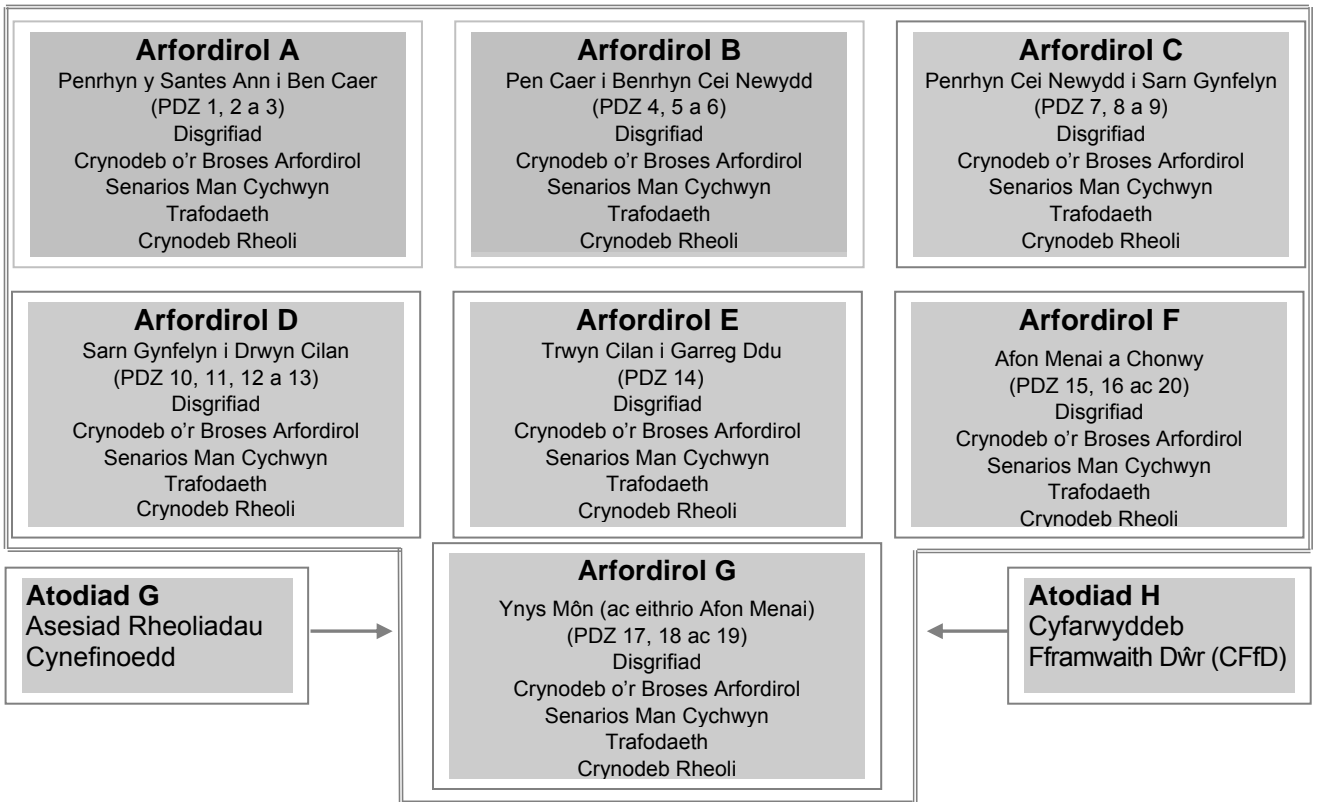 Arfordirol A
Penrhyn y Santes Ann i Ben Caer
(PDZ 1, 2 a 3)
Disgrifiad
Crynodeb o'r Broses Arfordirol
Senarios Man Cychwyn
Trafodaeth
Crynodeb Rheoli
Arfordirol B
Pen Caer i Benrhyn Cei Newydd
(PDZ 4, 5 a 6)
Disgrifiad
Crynodeb o'r Broses Arfordirol
Senarios Man Cychwyn
Trafodaeth
Crynodeb Rheoli
Arfordirol C
Penrhyn Cei Newydd i Sarn Gynfelyn
(PDZ 7, 8 a 9)
Disgrifiad
Crynodeb o'r Broses Arfordirol
Senarios Man Cychwyn
Trafodaeth
Crynodeb Rheoli
Arfordirol D
Sarn Gynfelyn i Drwyn Cilan
(PDZ 10, 11, 12 a 13)
Disgrifiad
Crynodeb o'r Broses Arfordirol
Senarios Man Cychwyn
Trafodaeth
Crynodeb Rheoli
Arfordirol E
Trwyn Cilan i Garreg Ddu
(PDZ 14)
Disgrifiad
Crynodeb o'r Broses Arfordirol
Senarios Man Cychwyn
Trafodaeth
Crynodeb Rheoli
Arfordirol F
Afon Menai a Chonwy
(PDZ 15, 16 ac 20)
Disgrifiad
Crynodeb o'r Broses Arfordirol
Senarios Man Cychwyn
Trafodaeth
Crynodeb Rheoli
Atodiad G
Asesiad Rheoliadau
Cynefinoedd
Arfordirol G
Ynys Môn (ac eithrio Afon Menai)
(PDZ 17, 18 ac 19)
Disgrifiad
Crynodeb o'r Broses Arfordirol
Senarios Man Cychwyn
Trafodaeth
Crynodeb Rheoli
Atodiad H
Cyfarwyddeb
Fframwaith Dŵr (CFfD)